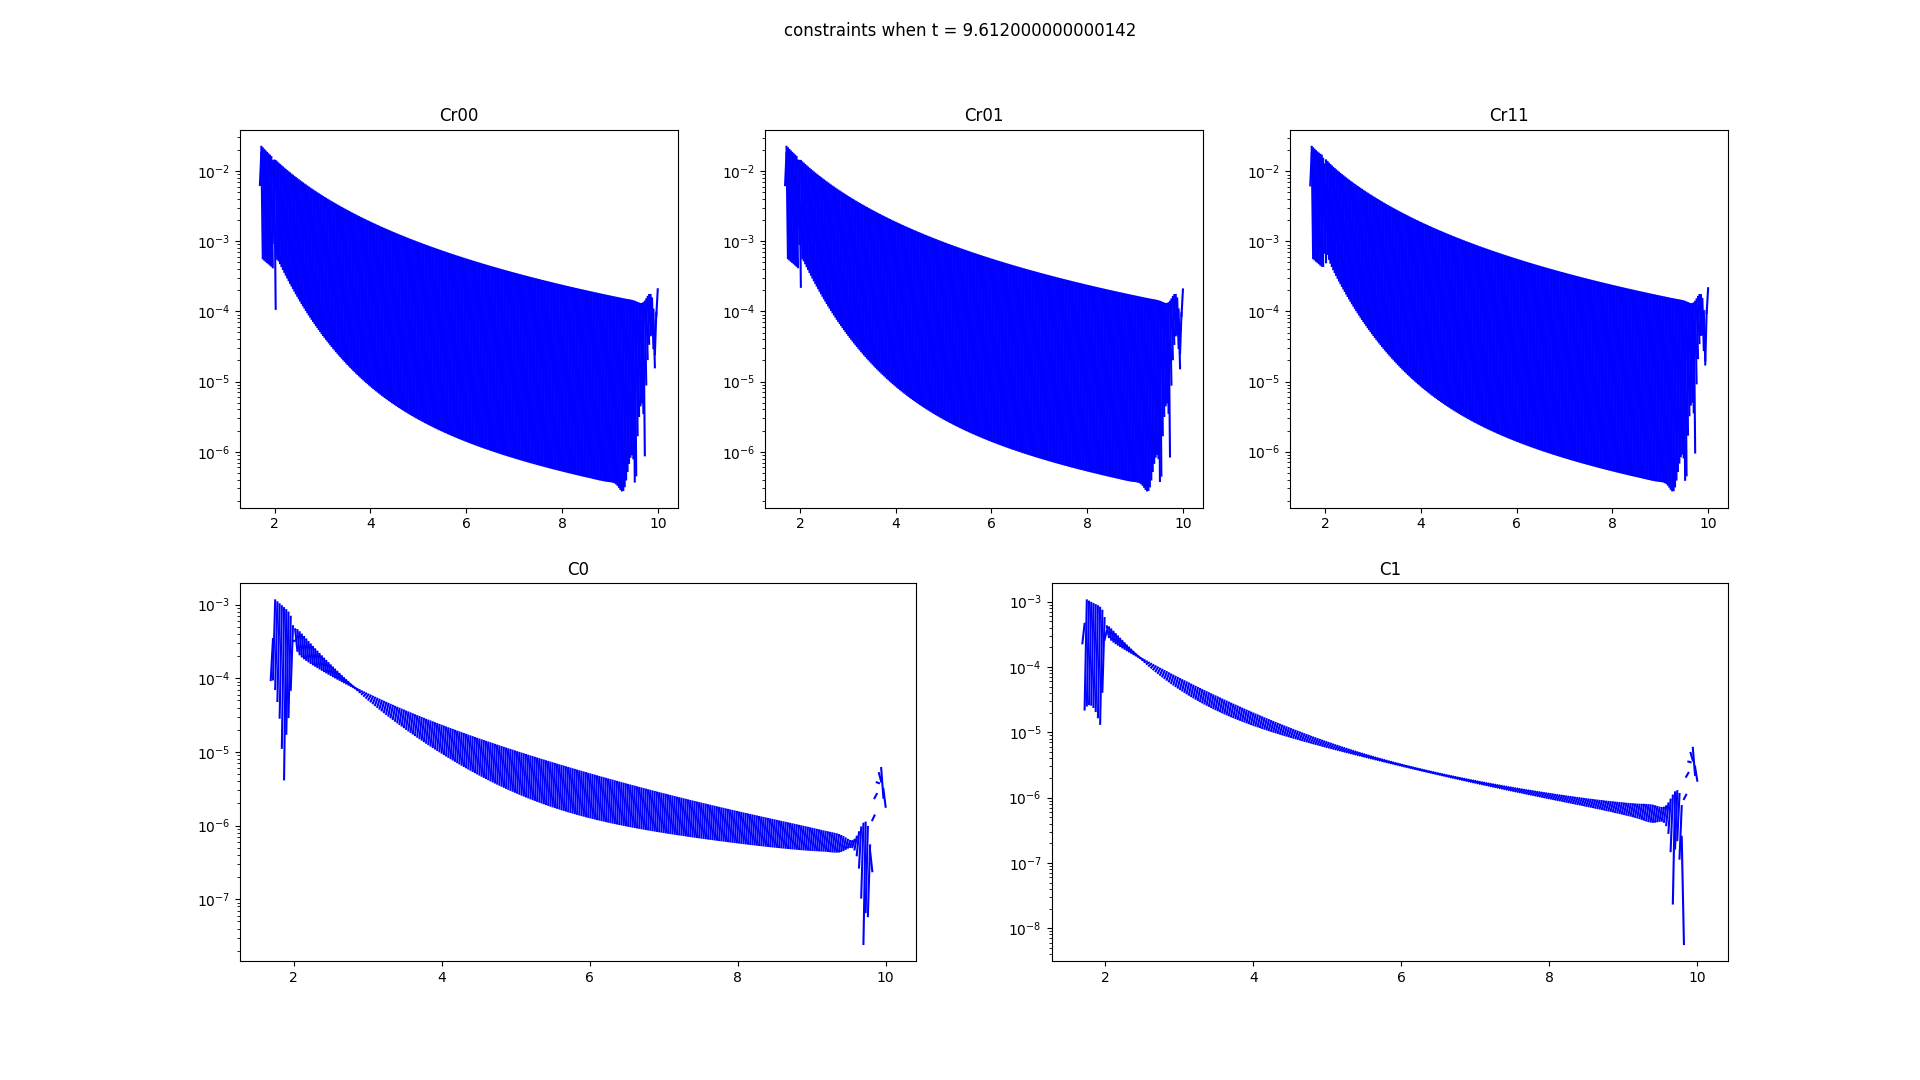 constraints when t = 9.612000000000142
Cr00 Cr01 Cr11
10⁻² 10⁻² 10⁻²
10⁻³ 10⁻³ 10⁻³
10⁻⁴ 10⁻⁴ 10⁻⁴
10⁻⁵ 10⁻⁵ 10⁻⁵
10⁻⁶ 10⁻⁶ 10⁻⁶
2 4 6 8 10 2 4 6 8 10 2 4 6 8 10
C0 C1
10⁻³ 10⁻³
10⁻⁴ 10⁻⁴
10⁻⁵ 10⁻⁵
10⁻⁶ 10⁻⁶
10⁻⁷ 10⁻⁷
10⁻⁸
2 4 6 8 10 2 4 6 8 10